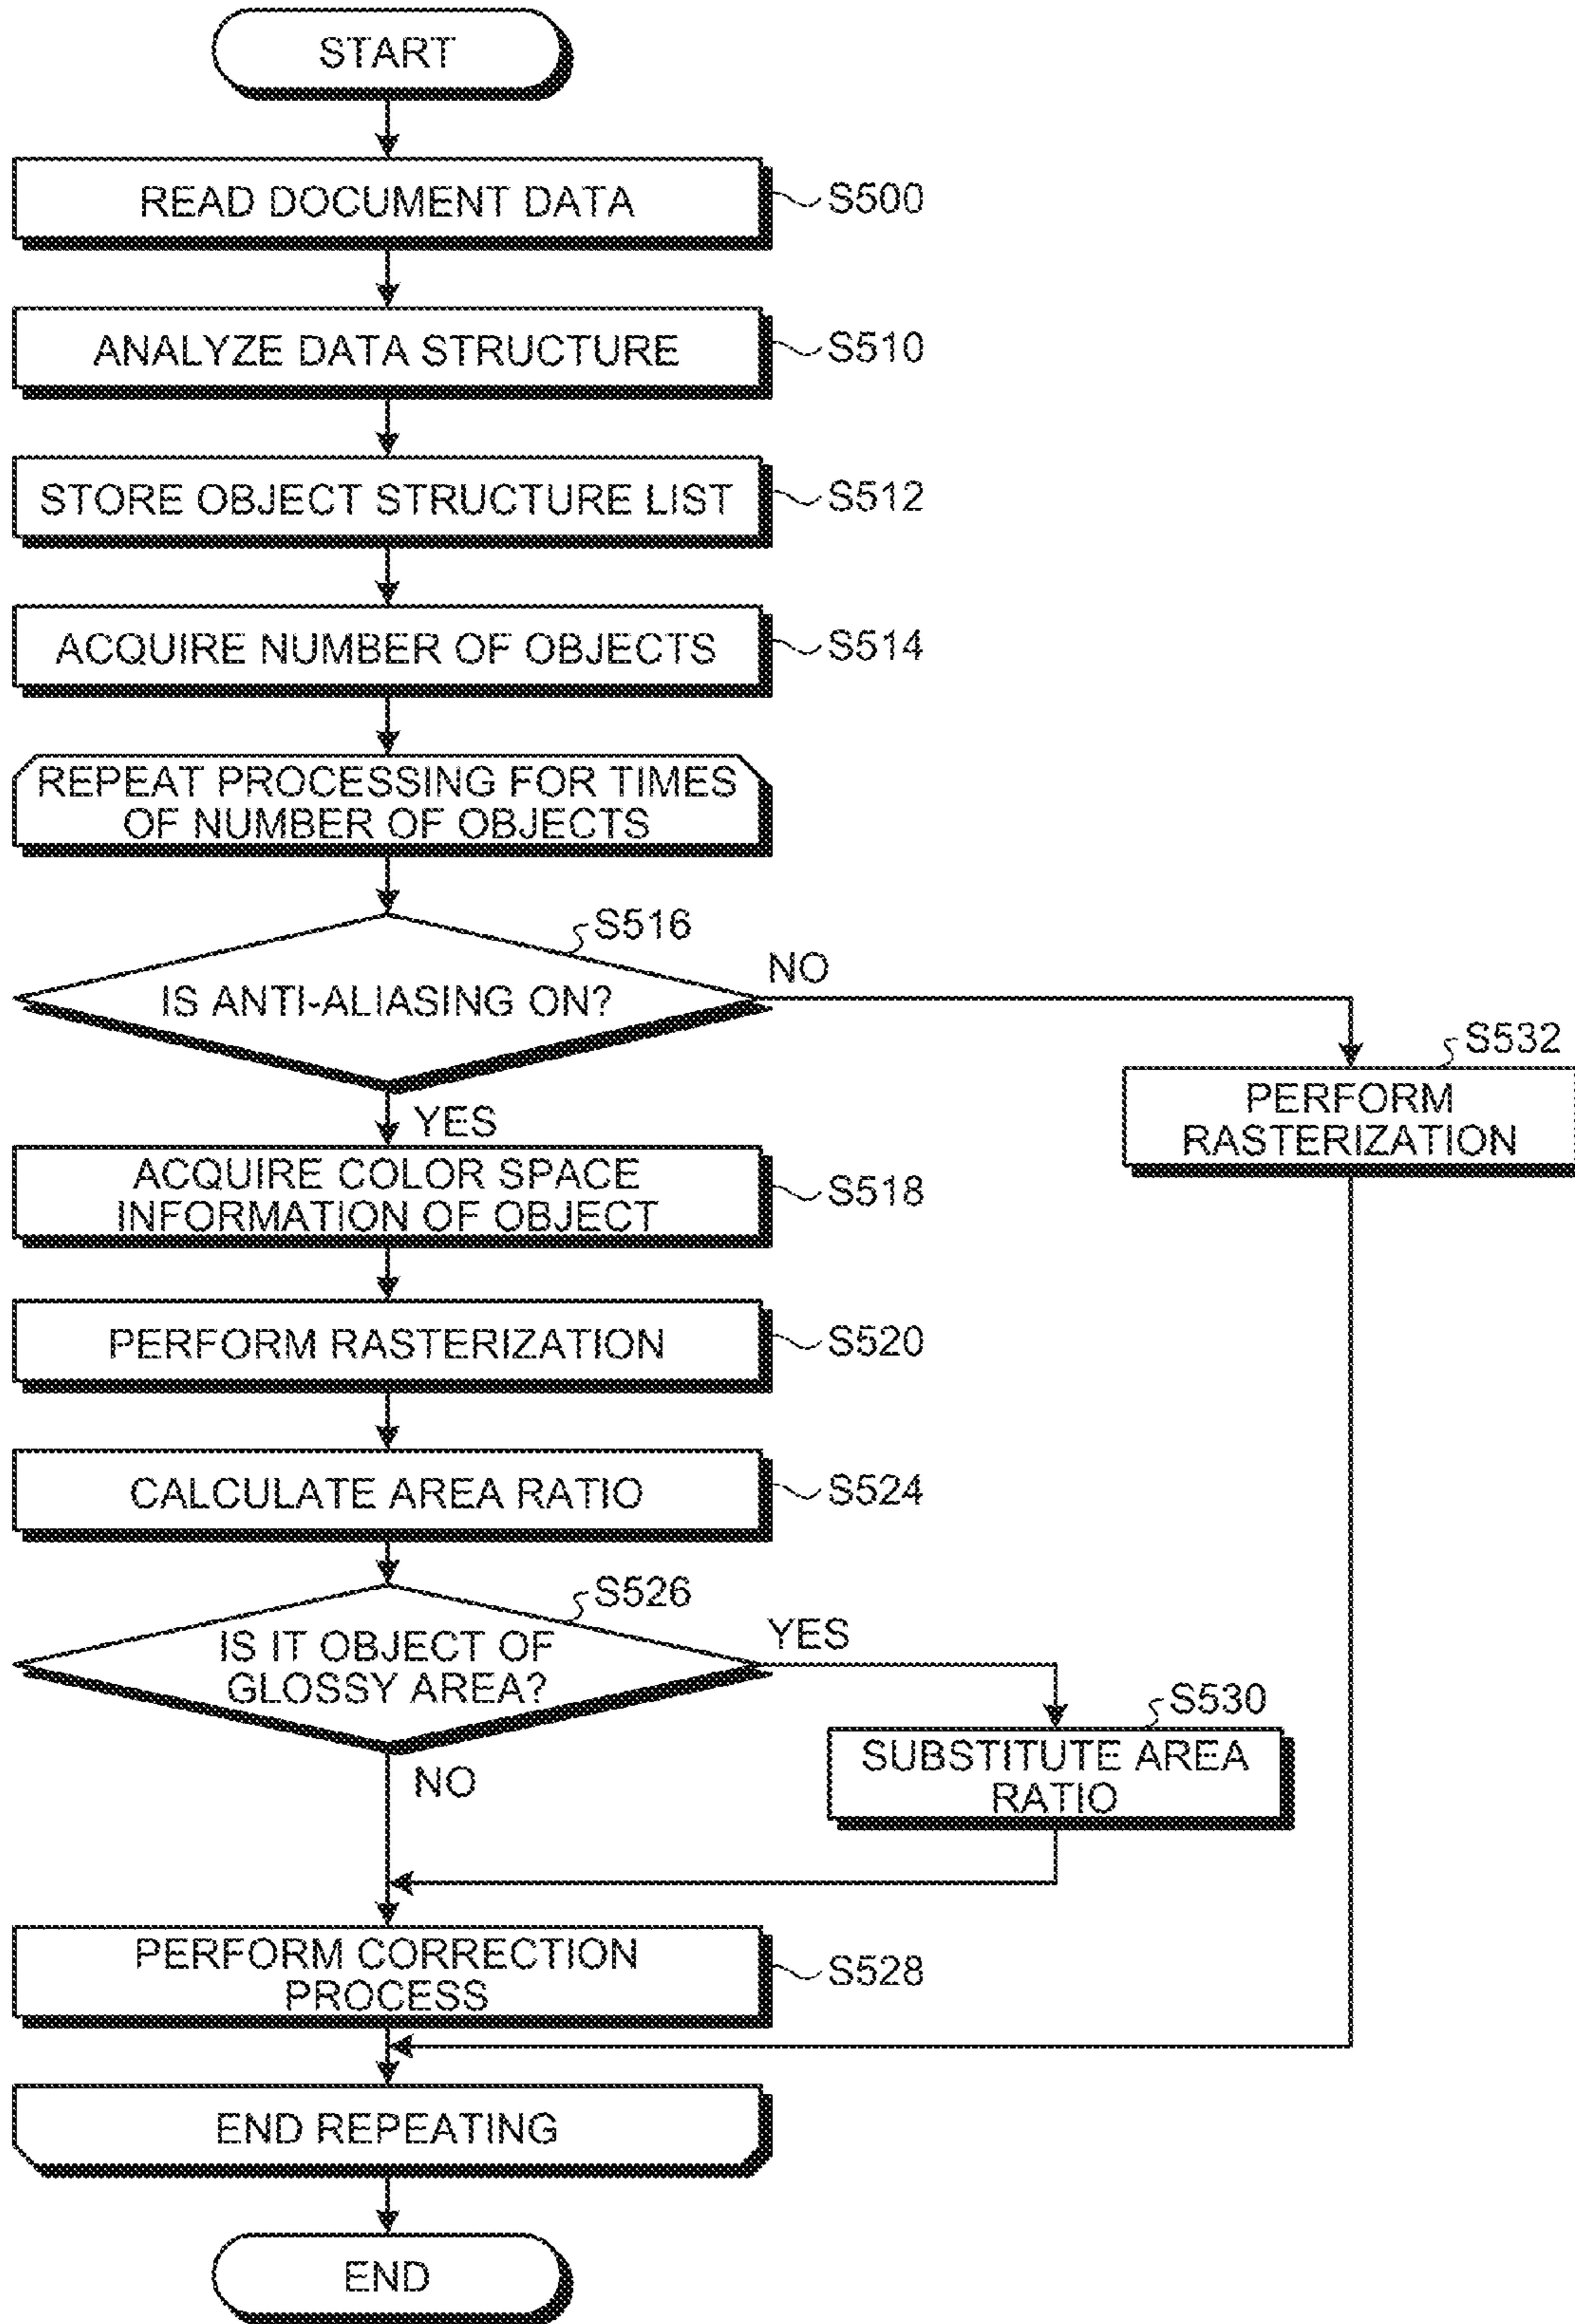 START
READ DOCUMENT DATA
S500
ANALYZE DATA STRUCTURE
S510
STORE OBJECT STRUCTURE LIST
S512
ACQUIRE NUMBER OF OBJECTS
S514
REPEAT PROCESSING FOR TIMES
OF NUMBER OF OBJECTS
S516
IS ANTI-ALIASING ON?
NO
YES
S532
PERFORM
RASTERIZATION
ACQUIRE COLOR SPACE
INFORMATION OF OBJECT
S518
PERFORM RASTERIZATION
S520
CALCULATE AREA RATIO
S524
S526
IS IT OBJECT OF
GLOSSY AREA?
YES
NO
S530
SUBSTITUTE AREA
RATIO
PERFORM CORRECTION
PROCESS
S528
END REPEATING
END